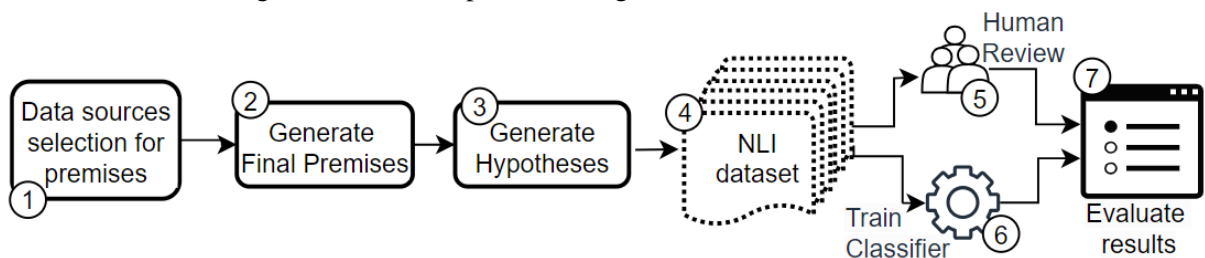 Data sources
selection for
premises
1
2
Generate
Final Premises
3
Generate
Hypotheses
4
NLI
dataset
Human
Review
5
Train
Classifier
6
7
Evaluate
results